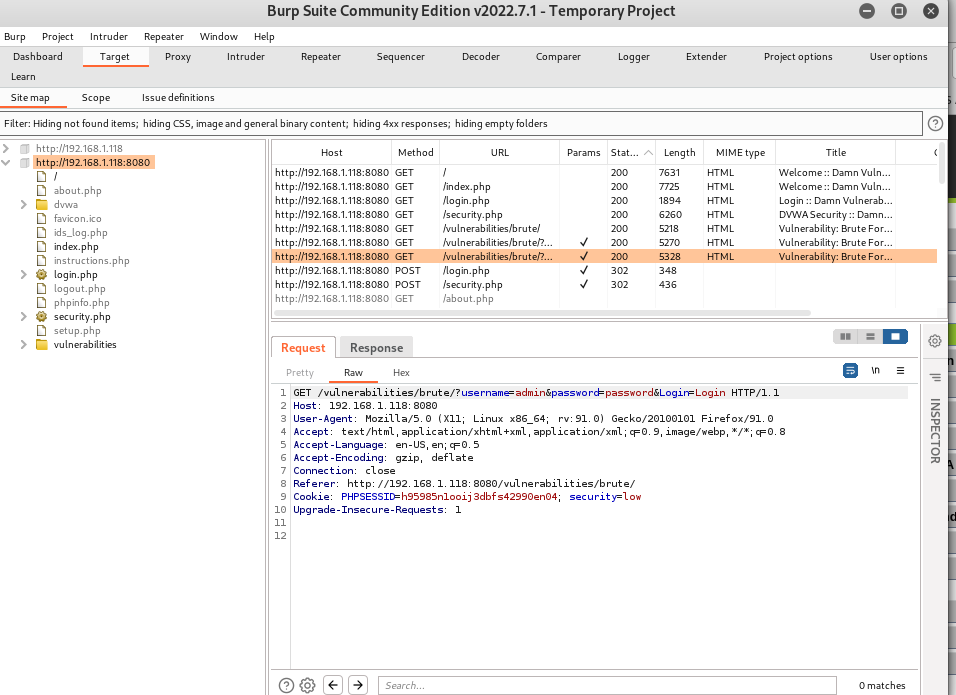 Burp Suite Community Edition v2022.7.1 - Temporary Project
Burp Project Intruder Repeater Window Help
Dashboard Target Proxy Intruder Repeater Sequencer Decoder Comparer Logger Extender Project options User options
Learn
Site map Scope Issue definitions
Filter: Hiding not found items; hiding CSS, image and general binary content; hiding 4xx responses; hiding empty folders
http://192.168.1.118
http://192.168.1.118:8080
/
about.php
dvwa
favicon.ico
ids_log.php
index.php
instructions.php
login.php
logout.php
phpinfo.php
security.php
setup.php
vulnerabilities
Host Method URL Params Stat... Length MIME type Title
http://192.168.1.118:8080 GET / 200 7631 HTML Welcome :: Damn Vuln...
http://192.168.1.118:8080 GET /index.php 200 7725 HTML Welcome :: Damn Vuln...
http://192.168.1.118:8080 GET /login.php 200 1894 HTML Login :: Damn Vulnerab...
http://192.168.1.118:8080 GET /security.php 200 6260 HTML DVWA Security :: Damn...
http://192.168.1.118:8080 GET /vulnerabilities/brute/ 200 5218 HTML Vulnerability: Brute For...
http://192.168.1.118:8080 GET /vulnerabilities/brute/?... ✓ 200 5270 HTML Vulnerability: Brute For...
http://192.168.1.118:8080 GET /vulnerabilities/brute/?... ✓ 200 5328 HTML Vulnerability: Brute For...
http://192.168.1.118:8080 POST /login.php ✓ 302 348
http://192.168.1.118:8080 POST /security.php ✓ 302 436
http://192.168.1.118:8080 GET /about.php
Request Response
Pretty Raw Hex
\n
1 GET /vulnerabilities/brute/?username=admin&password=password&Login=Login HTTP/1.1
2 Host: 192.168.1.118:8080
3 User-Agent: Mozilla/5.0 (X11; Linux x86_64; rv:91.0) Gecko/20100101 Firefox/91.0
4 Accept: text/html,application/xhtml+xml,application/xml;q=0.9,image/webp,*/*;q=0.8
5 Accept-Language: en-US,en;q=0.5
6 Accept-Encoding: gzip, deflate
7 Connection: close
8 Referer: http://192.168.1.118:8080/vulnerabilities/brute/
9 Cookie: PHPSESSID=h95985n1ooij3dbfs42990en04; security=low
10 Upgrade-Insecure-Requests: 1
11
12
INSPECTOR
Search...
0 matches